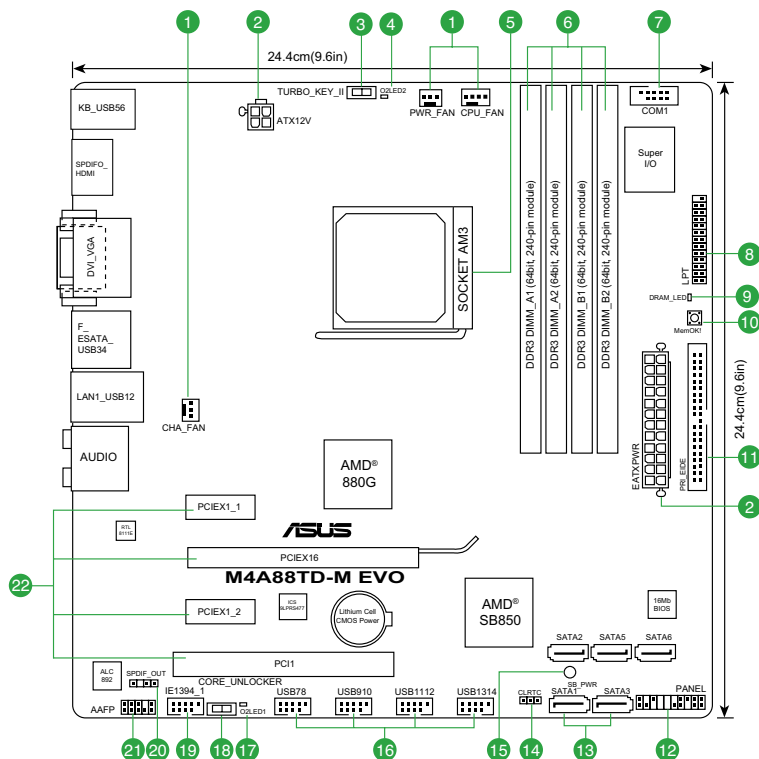 1
2
3
4
1
5
6
7
24.4cm(9.6in)
KB_USB56
ATX12V
TURBO_KEY_II
O2LED2
PWR_FAN
CPU_FAN
COM1
Super
I/O
SPDIFO_
HDMI
DVI_VGA
SOCKET AM3
DDR3 DIMM_A1 (64bit, 240-pin module)
DDR3 DIMM_A2 (64bit, 240-pin module)
DDR3 DIMM_B1 (64bit, 240-pin module)
DDR3 DIMM_B2 (64bit, 240-pin module)
LPT
8
DRAM_LED
9
MemOK!
10
F_
ESATA_
USB34
LAN1_USB12
CHA_FAN
AUDIO
AMD®
880G
EATXPWR
PRI_EIDE
24.4cm(9.6in)
11
2
PCIEX1_1
RTL
8111E
ASUS
PCIEX16
M4A88TD-M EVO
22
PCIEX1_2
ICS
9LPRS477
Lithium Cell
CMOS Power
AMD®
SB850
16Mb
BIOS
SATA2
SATA5
SATA6
PCI1
ALC
892
SPDIF_OUT
CORE_UNLOCKER
SB_PWR
AAFP
IE1394_1
O2LED1
USB78
USB910
USB1112
USB1314
CLRTC
SATA1
SATA3
PANEL
21
20
19
18
17
16
15
14
13
12